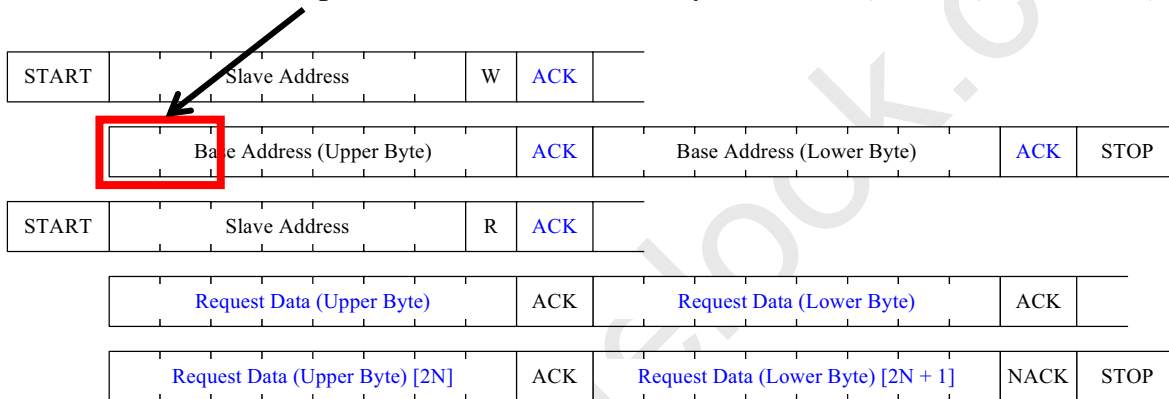 START Slave Address W ACK
Base Address (Upper Byte) ACK Base Address (Lower Byte) ACK STOP
START Slave Address R ACK
Request Data (Upper Byte) ACK Request Data (Lower Byte) ACK
Request Data (Upper Byte) [2N] ACK Request Data (Lower Byte) [2N + 1] NACK STOP